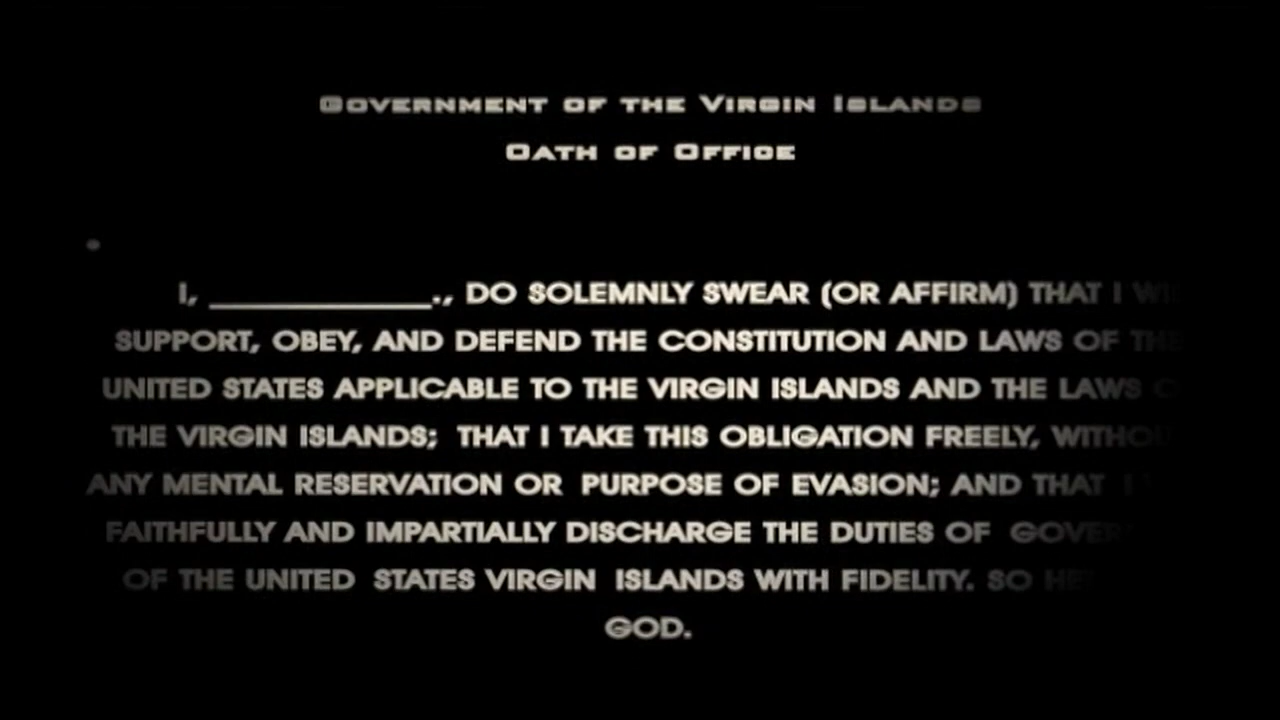 GOVERNMENT OF THE VIRGIN ISLANDS
OATH OF OFFICE
I, _______________., DO SOLEMNLY SWEAR (OR AFFIRM) THAT I
SUPPORT, OBEY, AND DEFEND THE CONSTITUTION AND LAWS OF THE
UNITED STATES APPLICABLE TO THE VIRGIN ISLANDS AND THE LAWS
THE VIRGIN ISLANDS; THAT I TAKE THIS OBLIGATION FREELY,
ANY MENTAL RESERVATION OR PURPOSE OF EVASION; AND THAT I
FAITHFULLY AND IMPARTIALLY DISCHARGE THE DUTIES OF
OF THE UNITED STATES VIRGIN ISLANDS WITH FIDELITY. SO
GOD.